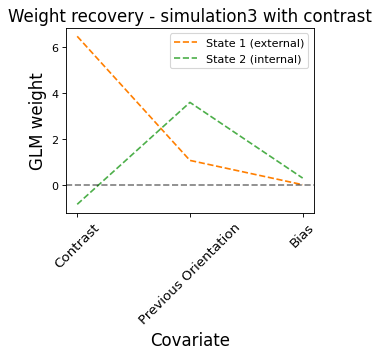 Weight recovery - simulation3 with contrast
State 1 (external)
State 2 (internal)
GLM weight
6
4
2
0
Contrast
Previous Orientation
Bias
Covariate